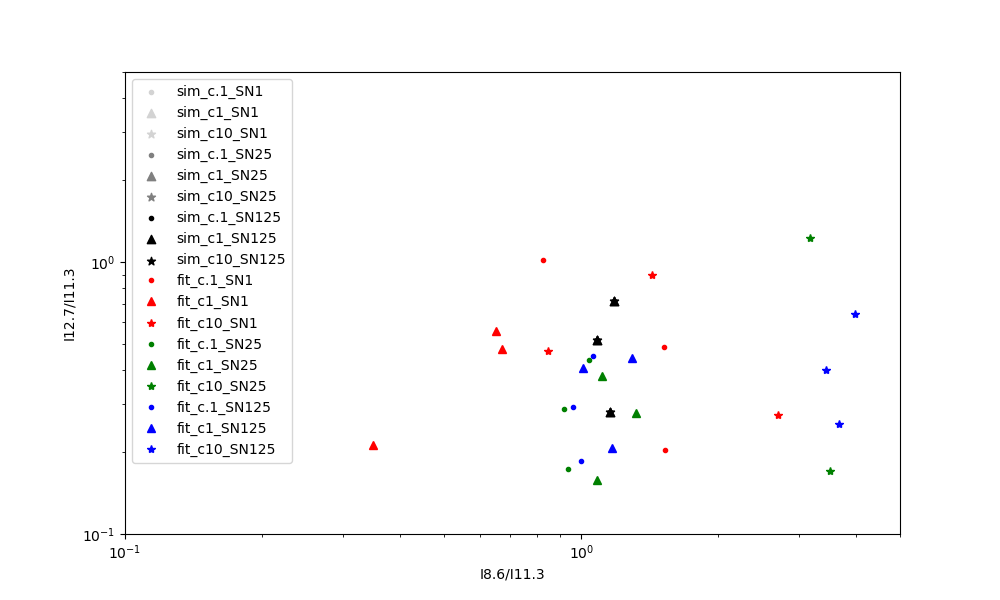 sim_c.1_SN1
sim_c1_SN1
sim_c10_SN1
sim_c.1_SN25
sim_c1_SN25
sim_c10_SN25
sim_c.1_SN125
sim_c1_SN125
sim_c10_SN125
fit_c.1_SN1
fit_c1_SN1
fit_c10_SN1
fit_c.1_SN25
fit_c1_SN25
fit_c10_SN25
fit_c.1_SN125
fit_c1_SN125
fit_c10_SN125
10⁰
10⁻¹
I12.7/I11.3
10⁻¹ 10⁰
I8.6/I11.3